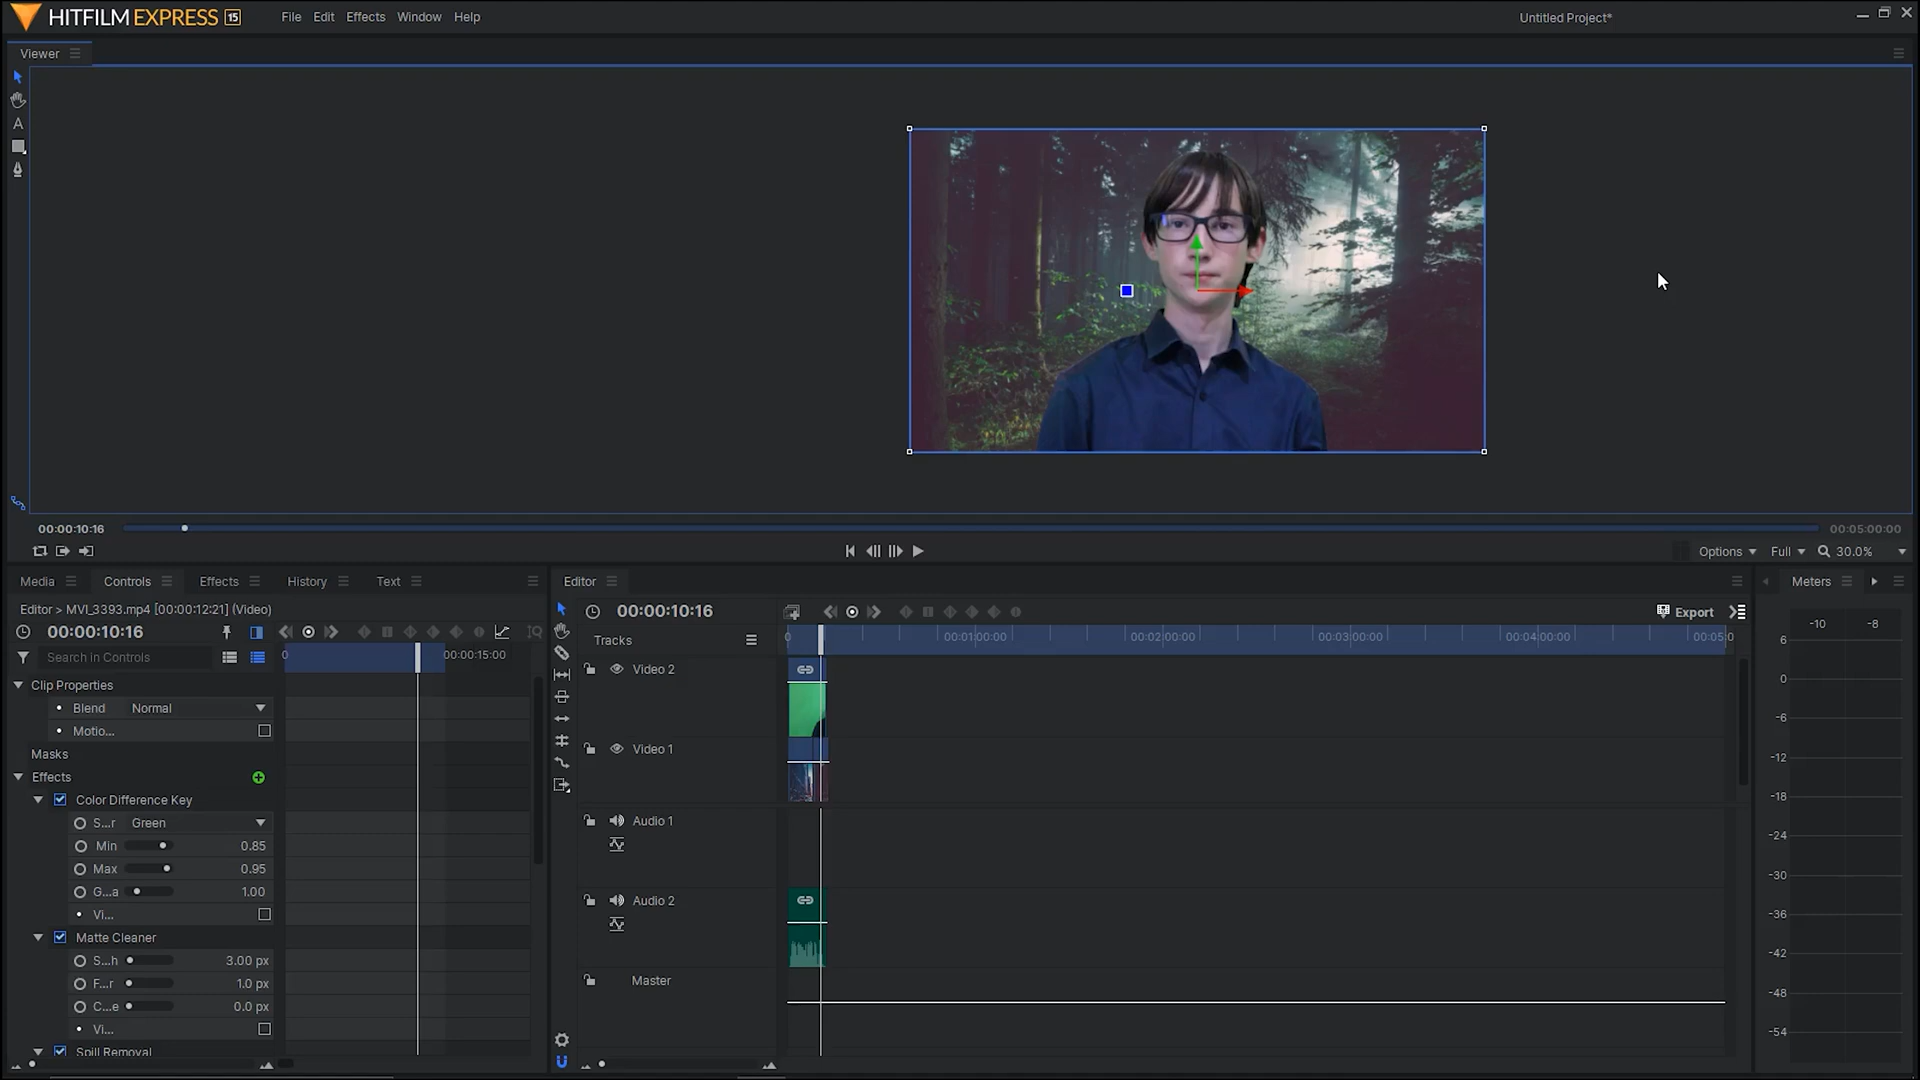 HITFILM EXPRESS 15 File Edit Effects Window Help Untitled Project*
Viewer
A
00:00:10:16 00:05:00:00
Options Full 30.0%
Media Controls Effects History Text
Editor > MVI_3393.mp4 [00:00:12:21] (Video)
00:00:10:16
Search in Controls 0 00:00:15:00
Clip Properties
Blend Normal
Motio...
Masks
Effects
Color Difference Key
S...r Green
Min 0.85
Max 0.95
G...a 1.00
Vi...
Matte Cleaner
S...h 3.00 px
F...r 1.0 px
C...e 0.0 px
Vi...
Spill Removal
Editor
00:00:10:16 Export
Tracks 0 00:01:00:00 00:02:00:00 00:03:00:00 00:04:00:00 00:05:0
Video 2
Video 1
Audio 1
Audio 2
Master
Meters
-10 -8
6
0
-6
-12
-18
-24
-30
-36
-42
-48
-54